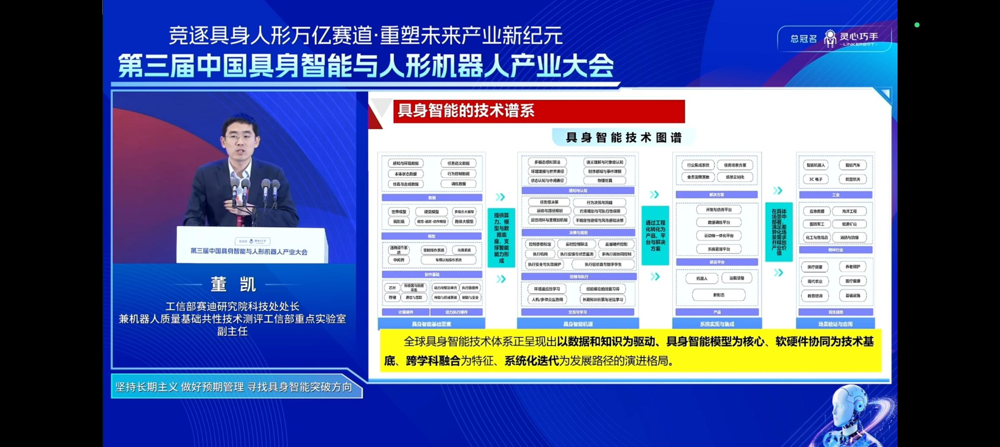 竞逐具身人形万亿赛道·重塑未来产业新纪元
第三届中国具身智能与人形机器人产业大会
总冠名 灵心巧手
LINKERBOT
总冠名 灵心巧手
第三届中国具身智能与人形机器人产业大会
董 凯
工信部赛迪研究院科技处处长
兼机器人质量基础共性技术测评工信部重点实验室
副主任
坚持长期主义 做好预期管理 寻找具身智能突破方向
具身智能的技术谱系
具身智能技术图谱
感知与环境数据 任务语义数据
本体状态数据 行为控制数据
仿真与合成数据 训练数据
数据
世界模型 视觉模型 多模态大模型
端到端 视觉-语言-动作模型 跨体大模型
模型
通用操作系统 实时操作系统 仿真系统
中间件 专用认知操作系统
软件基础
芯片 传感器与数据采集 动力与驱动单元 执行器组件
存储 通信与互联 传动与机械系统 制动与安全
计算硬件 动力执行硬件
具身智能基础要素
提供算
力、模
型与数
据底
座，支
撑智能
能力形
成
多模态感知算法 语义理解与对象级认知
环境建模与世界表征 时序感知与事件理解
状态认知与中间表征 物理仿真
感知与认知
任务级决策 行为决策与策略
运动与路径规划 约束规划与可执行性保障
反馈闭环与重规划机制 不确定性建模与风险感知决策
决策与规划
控制参数标定 实时控制算法 底层硬件控制
执行机构 执行反馈与状态监测 多执行器协同控制
执行安全与失效保护 执行层仿真与数字孪生
控制与执行
环境适应性学习 经验驱动的技能习得
人机/多体交互协同 长期知识积累与迁移学习
交互与学习
具身智能机理
通过工程
化转化为
产品、平
台与解决
方案
行业集成系统 任务场景方案
业务流程落地 场景定制化
解决方案
开发与仿真平台
数据训练平台
云边端一体化平台
系统管理平台
研发平台
机器人 运载装备
新形态
产品
系统实现与集成
在具体
场景中
部署，
满足差
异化场
景需求
并释放
产业价
值
智能机器人 智能汽车
3C 电子 航空航天
工业
应急救援 海洋工程
国防军工 能源矿山
化工与危险品 消防与防爆
特种行业
医疗健康 养老照护
现代农业 医疗健康
教育培训 基础设施
民生服务
场景验证与应用
全球具身智能技术体系正呈现出以数据和知识为驱动、具身智能模型为核心、软硬件协同为技术基
底、跨学科融合为特征、系统化迭代为发展路径的演进格局。